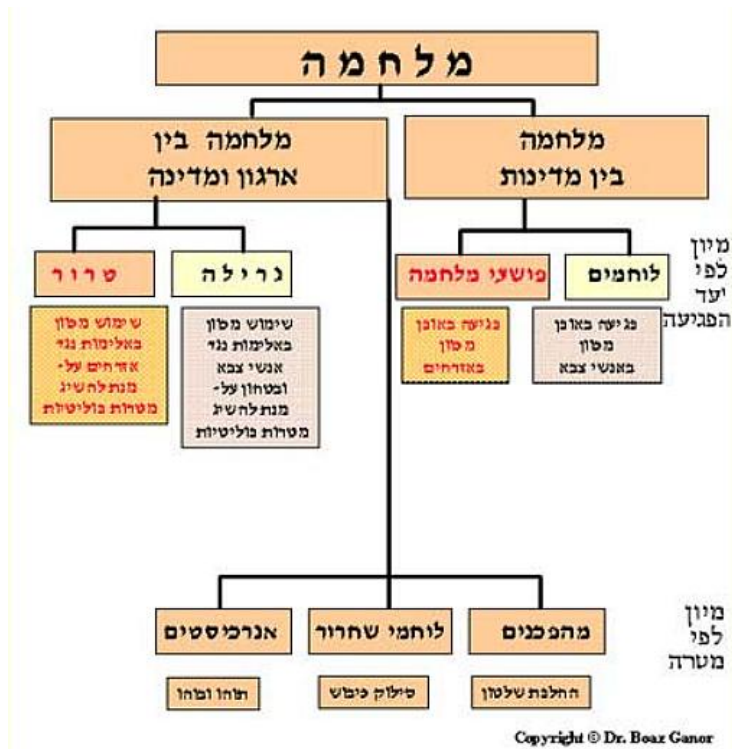 מלחמה
מלחמה
בין מדינות
מלחמה בין
ארגון ומדינה
מיון
לפי
יעד
הפגיעה
לוחמים
פושעי מלחמה
גרילה
טרור
פגיעה באופן
מכוון
באנשי צבא
פגיעה באופן
מכוון
באזרחים
שימוש מכוון
באלימות נגד
אנשי צבא
ובטחון על-
מנת להשיג
מטרות פוליטיות
שימוש מכוון
באלימות נגד
אזרחים על-
מנת להשיג
מטרות פוליטיות
מיון
לפי
מטרה
מהפכנים
לוחמי שחרור
אנרכיסטים
החלפת שלטון
סילוק כיבוש
תוהו ובוהו
Copyright © Dr. Boaz Ganor